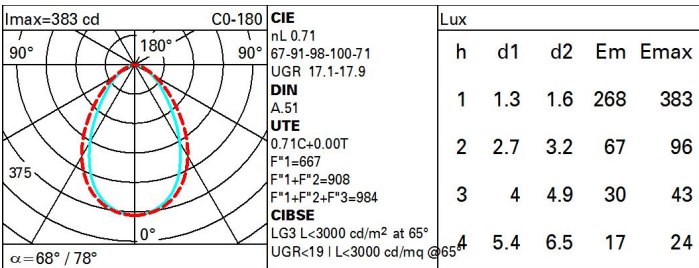 Imax=383 cd C0-180
90° 180° 90°
375
0°
α=68° / 78°
CIE
nL 0.71
67-91-98-100-71
UGR 17.1-17.9
DIN
A.51
UTE
0.71C+0.00T
F"1=667
F"1+F"2=908
F"1+F"2+F"3=984
CIBSE
LG3 L<3000 cd/m² at 65°
UGR<19 | L<3000 cd/mq @65°
Lux
h d1 d2 Em Emax
1 1.3 1.6 268 383
2 2.7 3.2 67 96
3 4 4.9 30 43
4 5.4 6.5 17 24